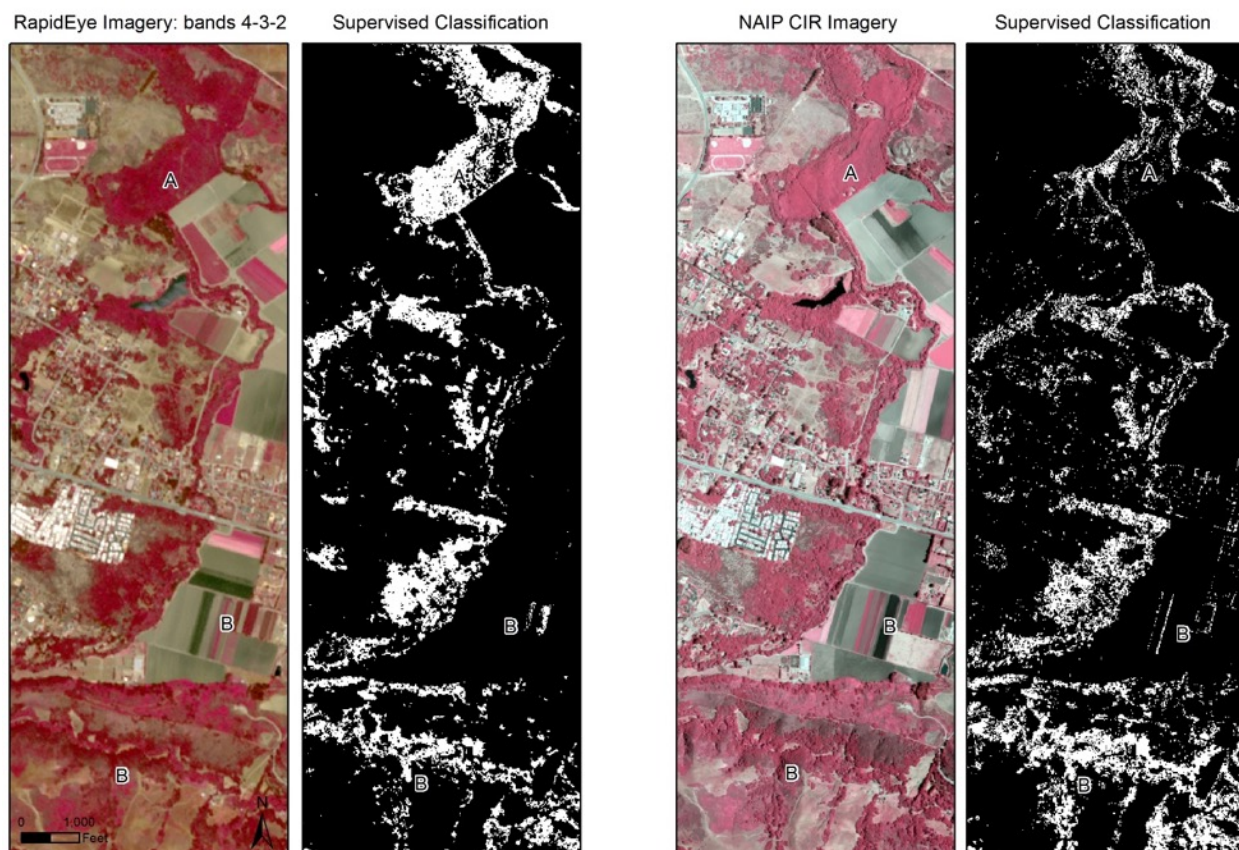 RapidEye Imagery: bands 4-3-2
Supervised Classification
NAIP CIR Imagery
Supervised Classification
A
A
A
A
B
B
B
B
B
B
B
B
N
0
1,000
Feet